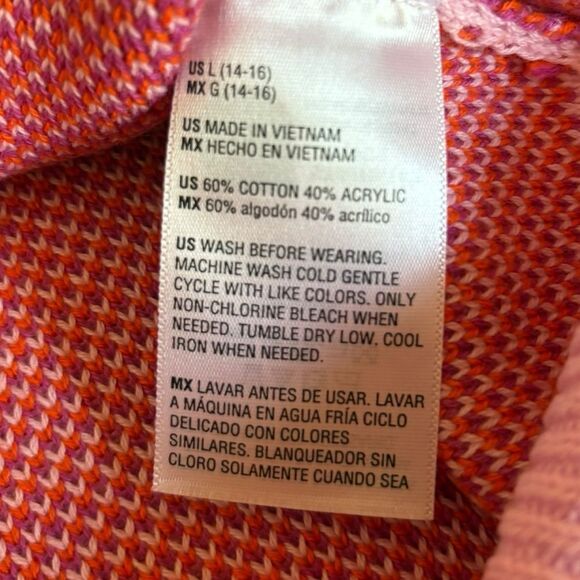 US L (14-16)
MX G (14-16)
US MADE IN VIETNAM
MX HECHO EN VIETNAM
US 60% COTTON 40% ACRYLIC
MX 60% algodón 40% acrílico
US WASH BEFORE WEARING.
MACHINE WASH COLD GENTLE
CYCLE WITH LIKE COLORS. ONLY
NON-CHLORINE BLEACH WHEN
NEEDED. TUMBLE DRY LOW. COOL
IRON WHEN NEEDED.
MX LAVAR ANTES DE USAR. LAVAR
A MÁQUINA EN AGUA FRÍA CICLO
DELICADO CON COLORES
SIMILARES. BLANQUEADOR SIN
CLORO SOLAMENTE CUANDO SEA